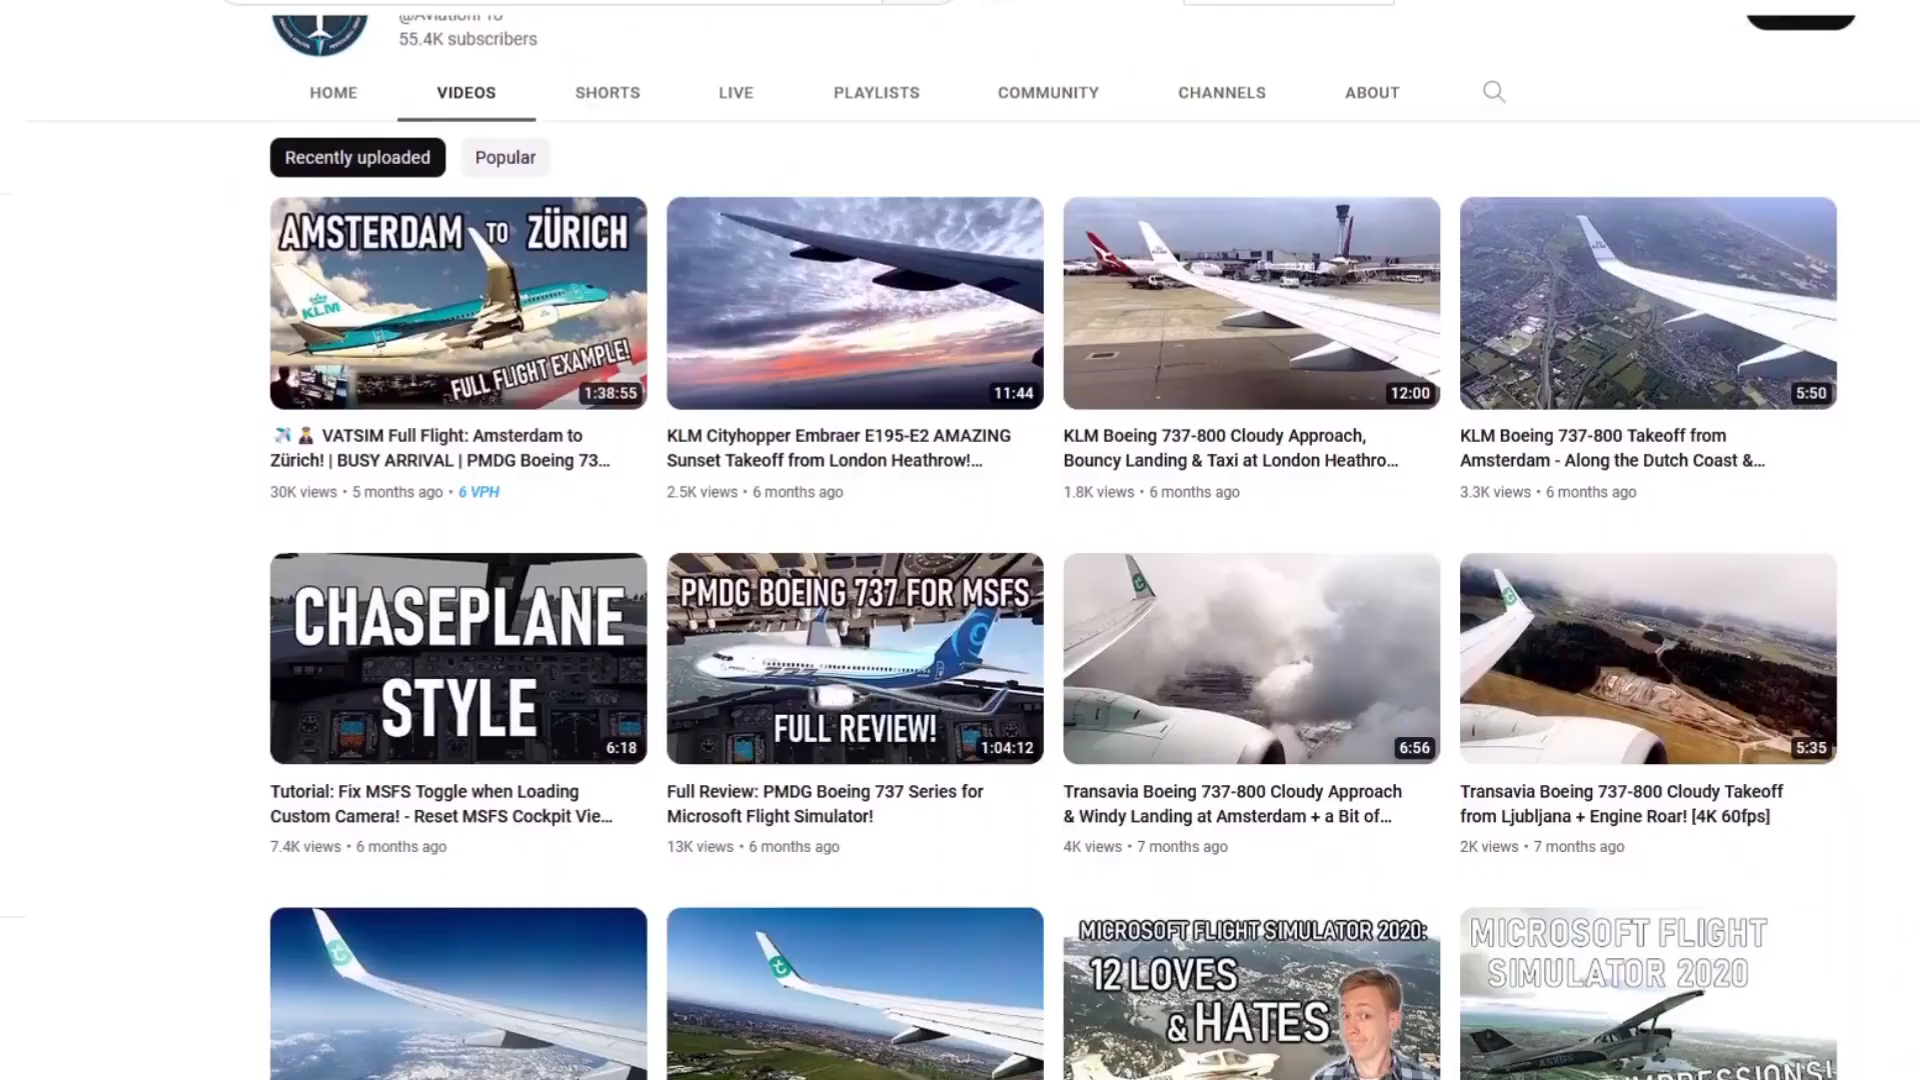 @AviationPro
55.4K subscribers
HOME
VIDEOS
SHORTS
LIVE
PLAYLISTS
COMMUNITY
CHANNELS
ABOUT
Recently uploaded
Popular
AMSTERDAM TO ZÜRICH
KLM
FULL FLIGHT EXAMPLE!
1:38:55
11:44
12:00
5:50
VATSIM Full Flight: Amsterdam to
Zürich! | BUSY ARRIVAL | PMDG Boeing 73...
30K views • 5 months ago • 6 VPH
KLM Cityhopper Embraer E195-E2 AMAZING
Sunset Takeoff from London Heathrow!...
2.5K views • 6 months ago
KLM Boeing 737-800 Cloudy Approach,
Bouncy Landing & Taxi at London Heathro...
1.8K views • 6 months ago
KLM Boeing 737-800 Takeoff from
Amsterdam - Along the Dutch Coast &...
3.3K views • 6 months ago
CHASEPLANE
STYLE
6:18
PMDG BOEING 737 FOR MSFS
737
FULL REVIEW!
1:04:12
6:56
5:35
Tutorial: Fix MSFS Toggle when Loading
Custom Camera! - Reset MSFS Cockpit Vie...
7.4K views • 6 months ago
Full Review: PMDG Boeing 737 Series for
Microsoft Flight Simulator!
13K views • 6 months ago
Transavia Boeing 737-800 Cloudy Approach
& Windy Landing at Amsterdam + a Bit of...
4K views • 7 months ago
Transavia Boeing 737-800 Cloudy Takeoff
from Ljubljana + Engine Roar! [4K 60fps]
2K views • 7 months ago
MICROSOFT FLIGHT SIMULATOR 2020:
12 LOVES
& HATES
MICROSOFT FLIGHT
SIMULATOR 2020